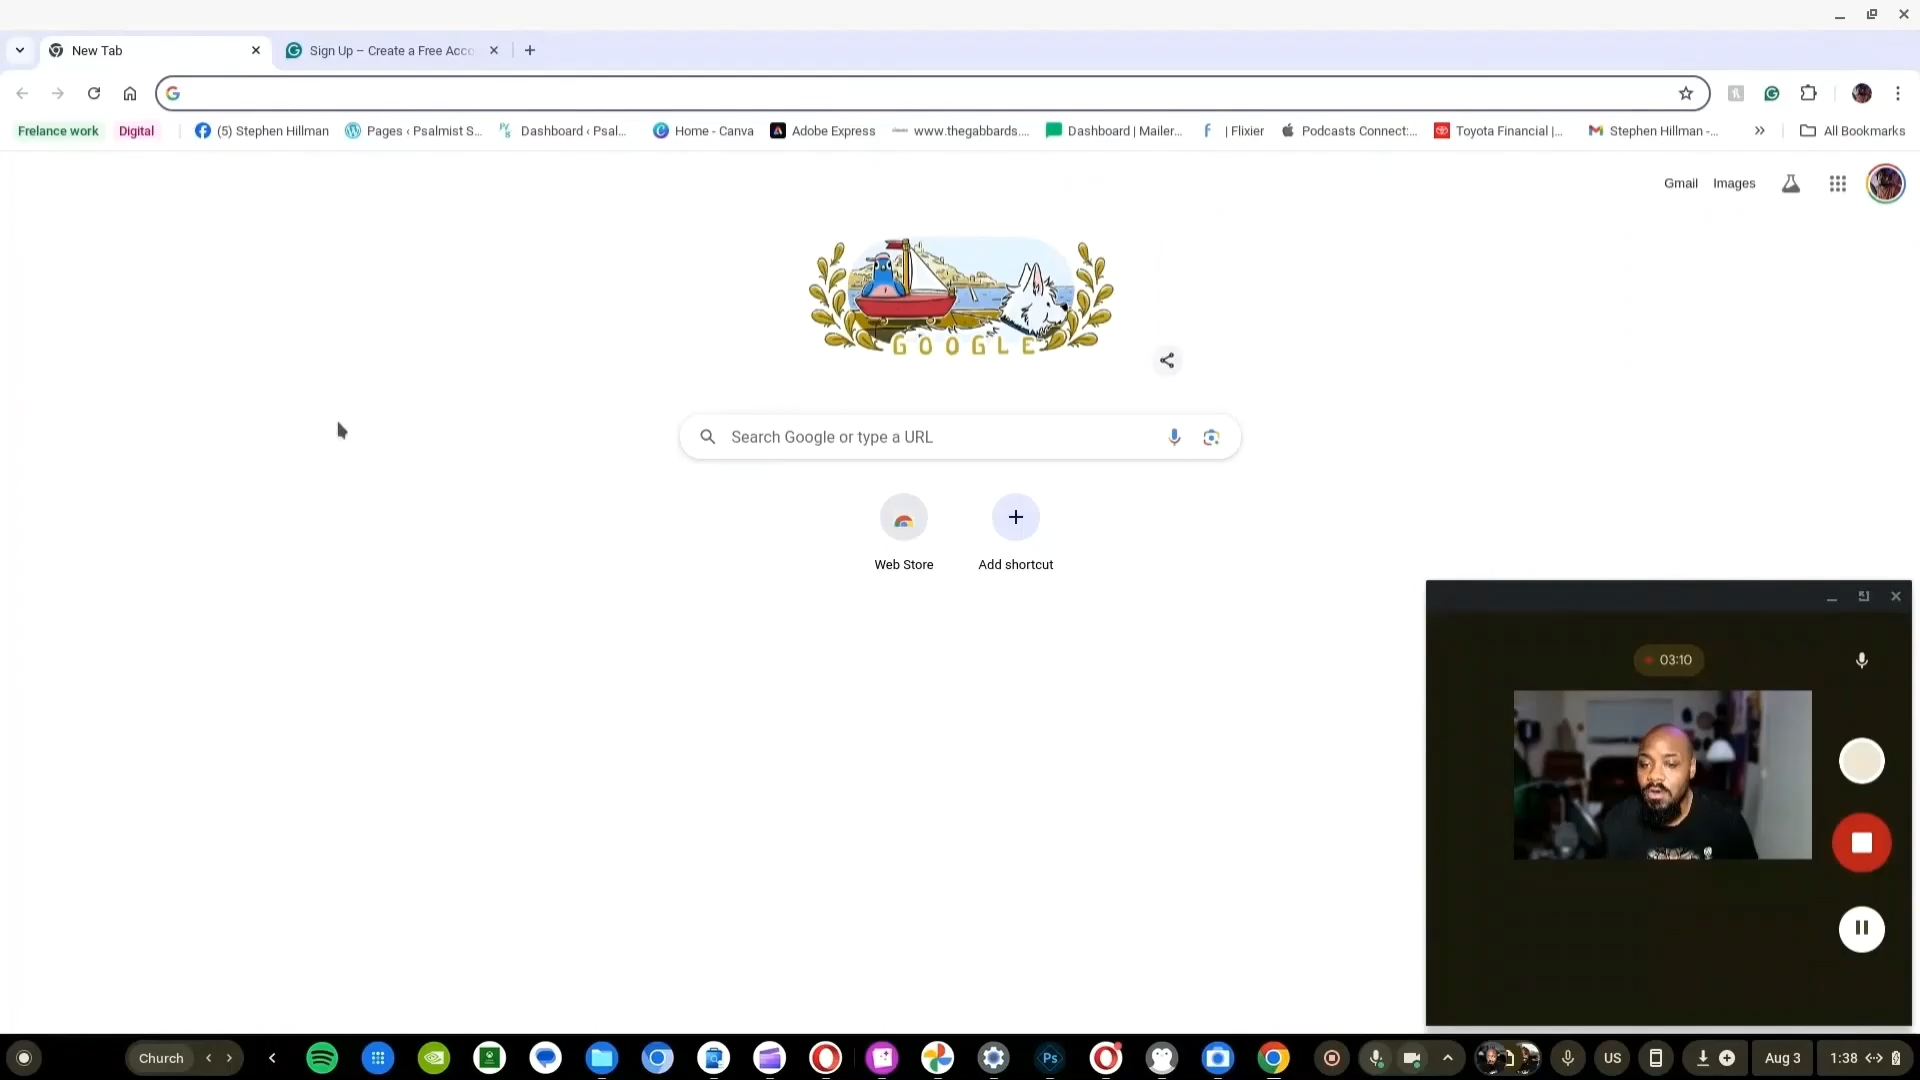 New Tab
Sign Up – Create a Free Acco
Frelance work
Digital
(5) Stephen Hillman
Pages ‹ Psalmist S...
Dashboard ‹ Psal...
Home - Canva
Adobe Express
www.thegabbards....
Dashboard | Mailer...
| Flixier
Podcasts Connect:...
Toyota Financial |...
Stephen Hillman -...
All Bookmarks
Gmail
Images
GOOGLE
Search Google or type a URL
Web Store
Add shortcut
03:10
Church
Ps
US
Aug 3
1:38